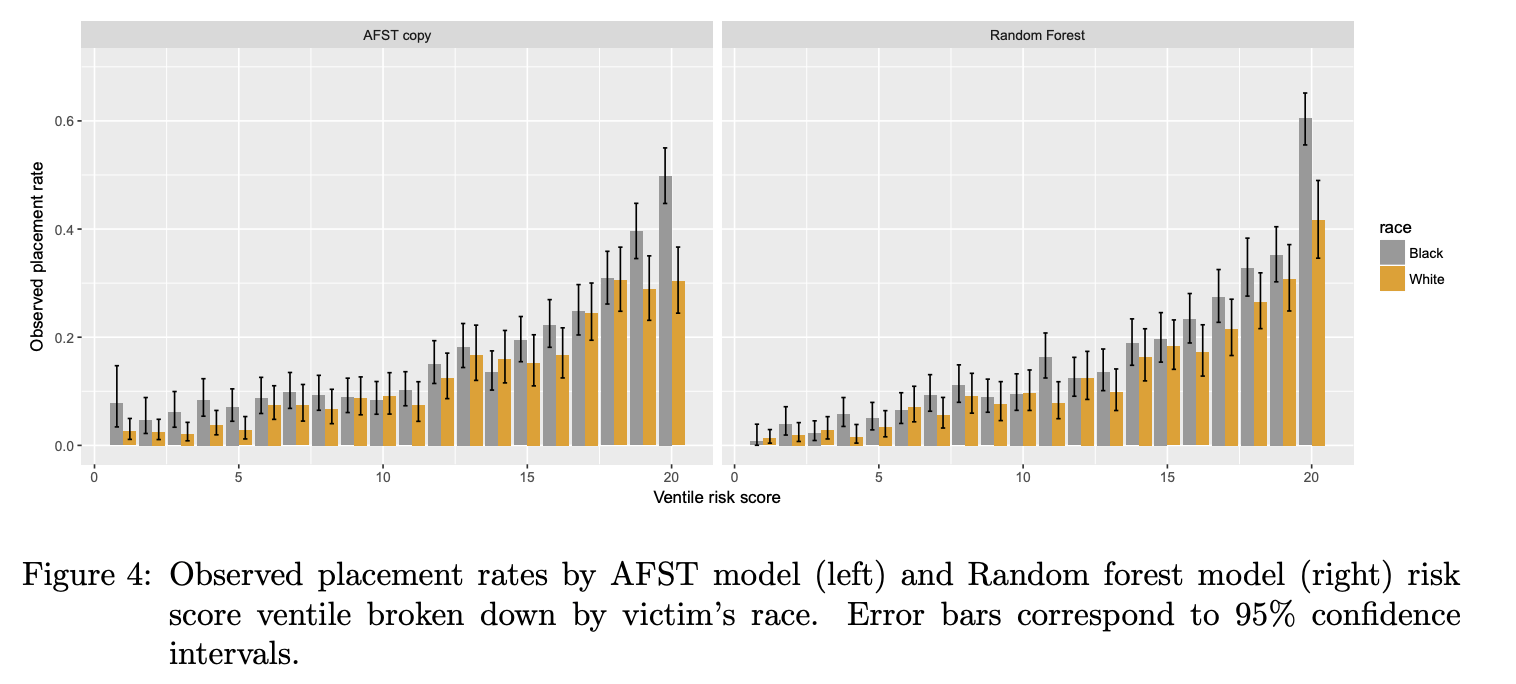 AFST copy
Random Forest
Observed placement rate
0.6
0.4
0.2
0.0
0 5 10 15 20
0 5 10 15 20
Ventile risk score
race
Black
White
Figure 4: Observed placement rates by AFST model (left) and Random forest model (right) risk
score ventile broken down by victim’s race. Error bars correspond to 95% confidence
intervals.